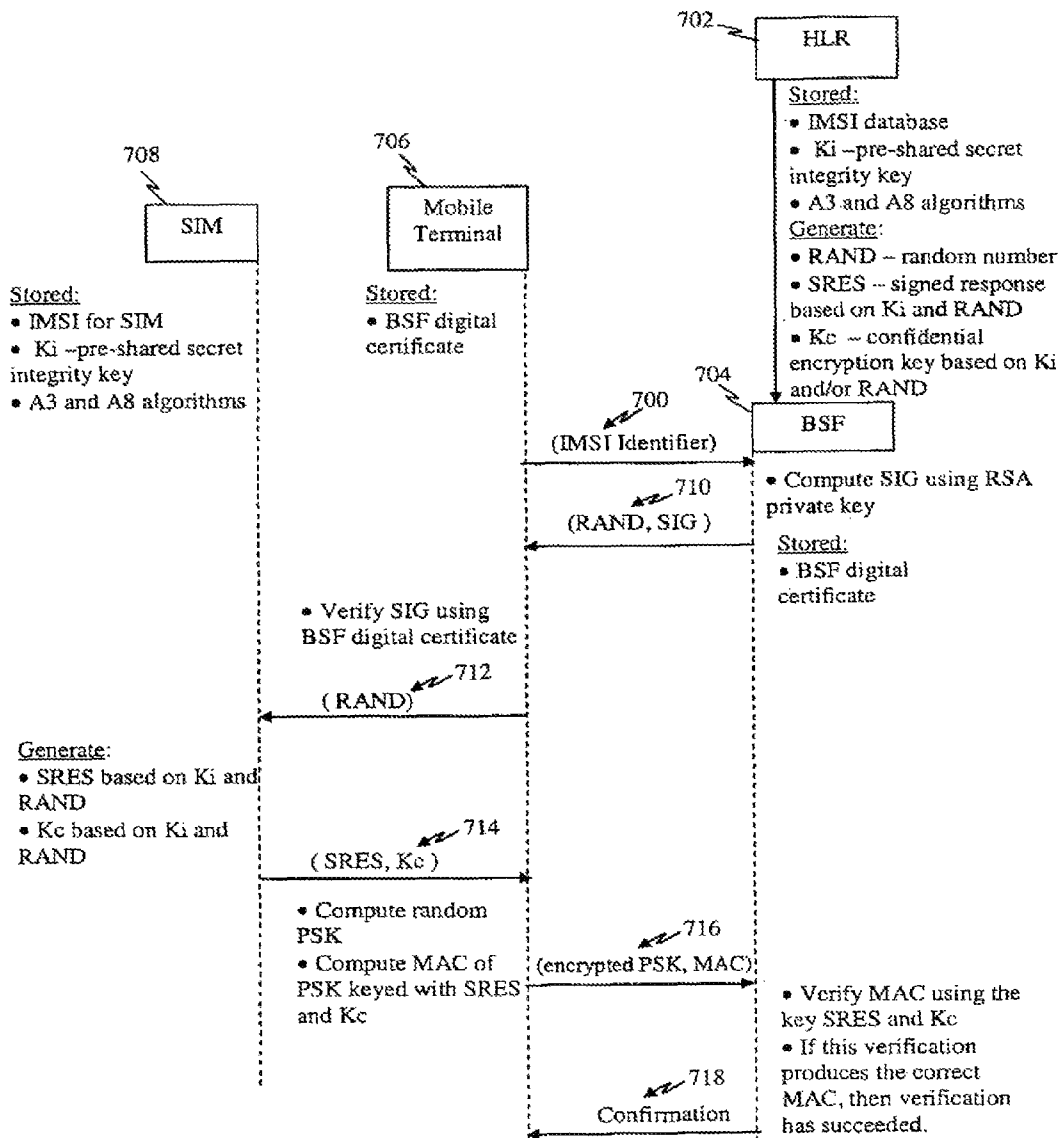 702
HLR
Stored:
• IMSI database
• Ki –pre-shared secret
integrity key
• A3 and A8 algorithms
Generate:
• RAND – random number
• SRES – signed response
based on Ki and RAND
• Kc – confidential
encryption key based on Ki
and/or RAND
708
SIM
Stored:
• IMSI for SIM
• Ki –pre-shared secret
integrity key
• A3 and A8 algorithms
706
Mobile
Terminal
Stored:
• BSF digital
certificate
704
BSF
700
(IMSI Identifier)
• Compute SIG using RSA
private key
710
(RAND, SIG )
Stored:
• BSF digital
certificate
• Verify SIG using
BSF digital certificate
712
( RAND)
Generate:
• SRES based on Ki and
RAND
• Kc based on Ki and
RAND
714
( SRES, Kc )
• Compute random
PSK
• Compute MAC of
PSK keyed with SRES
and Kc
716
(encrypted PSK, MAC)
• Verify MAC using the
key SRES and Kc
• If this verification
produces the correct
MAC, then verification
has succeeded.
718
Confirmation